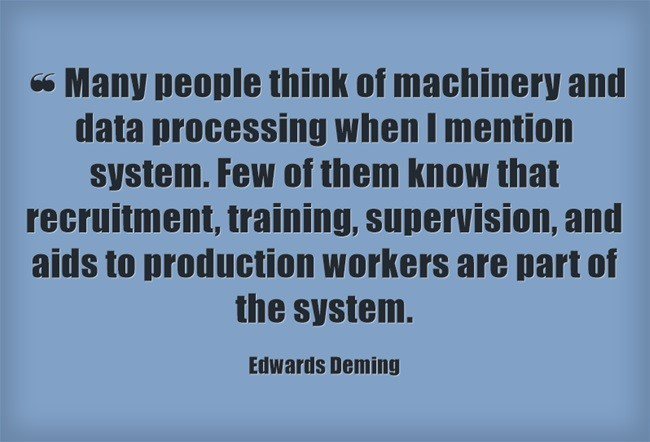 ❝ Many people think of machinery and
data processing when I mention
system. Few of them know that
recruitment, training, supervision, and
aids to production workers are part of
the system.
Edwards Deming